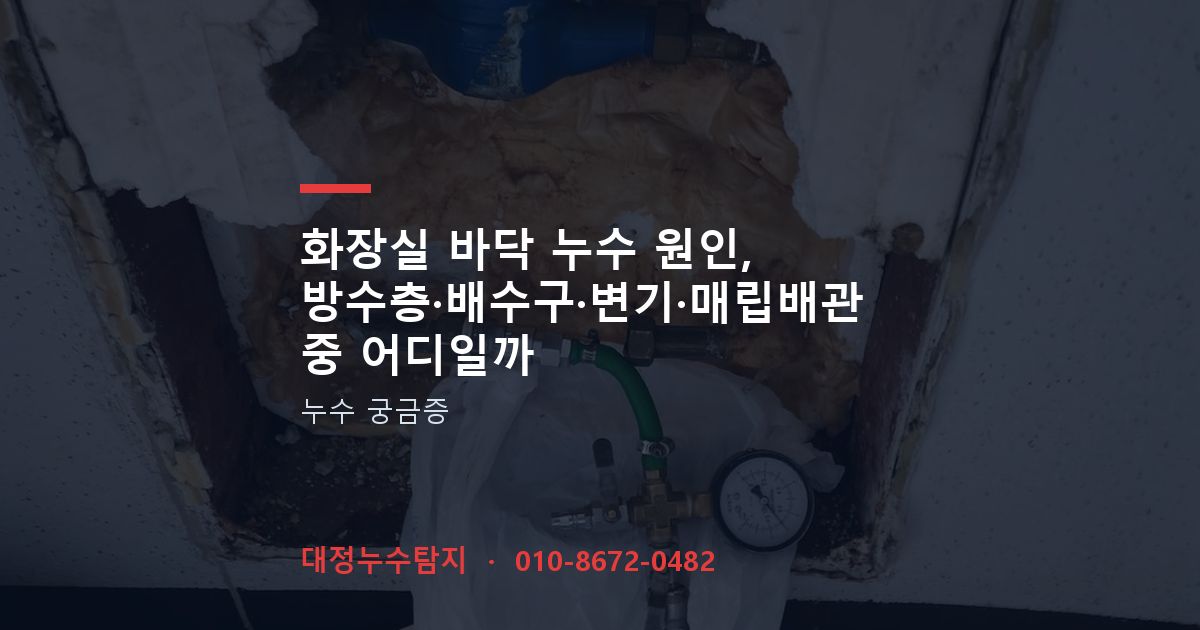 화장실 바닥 누수 원인,
방수층·배수구·변기·매립배관
중 어디일까
누수 궁금증
대정누수탐지 · 010-8672-0482